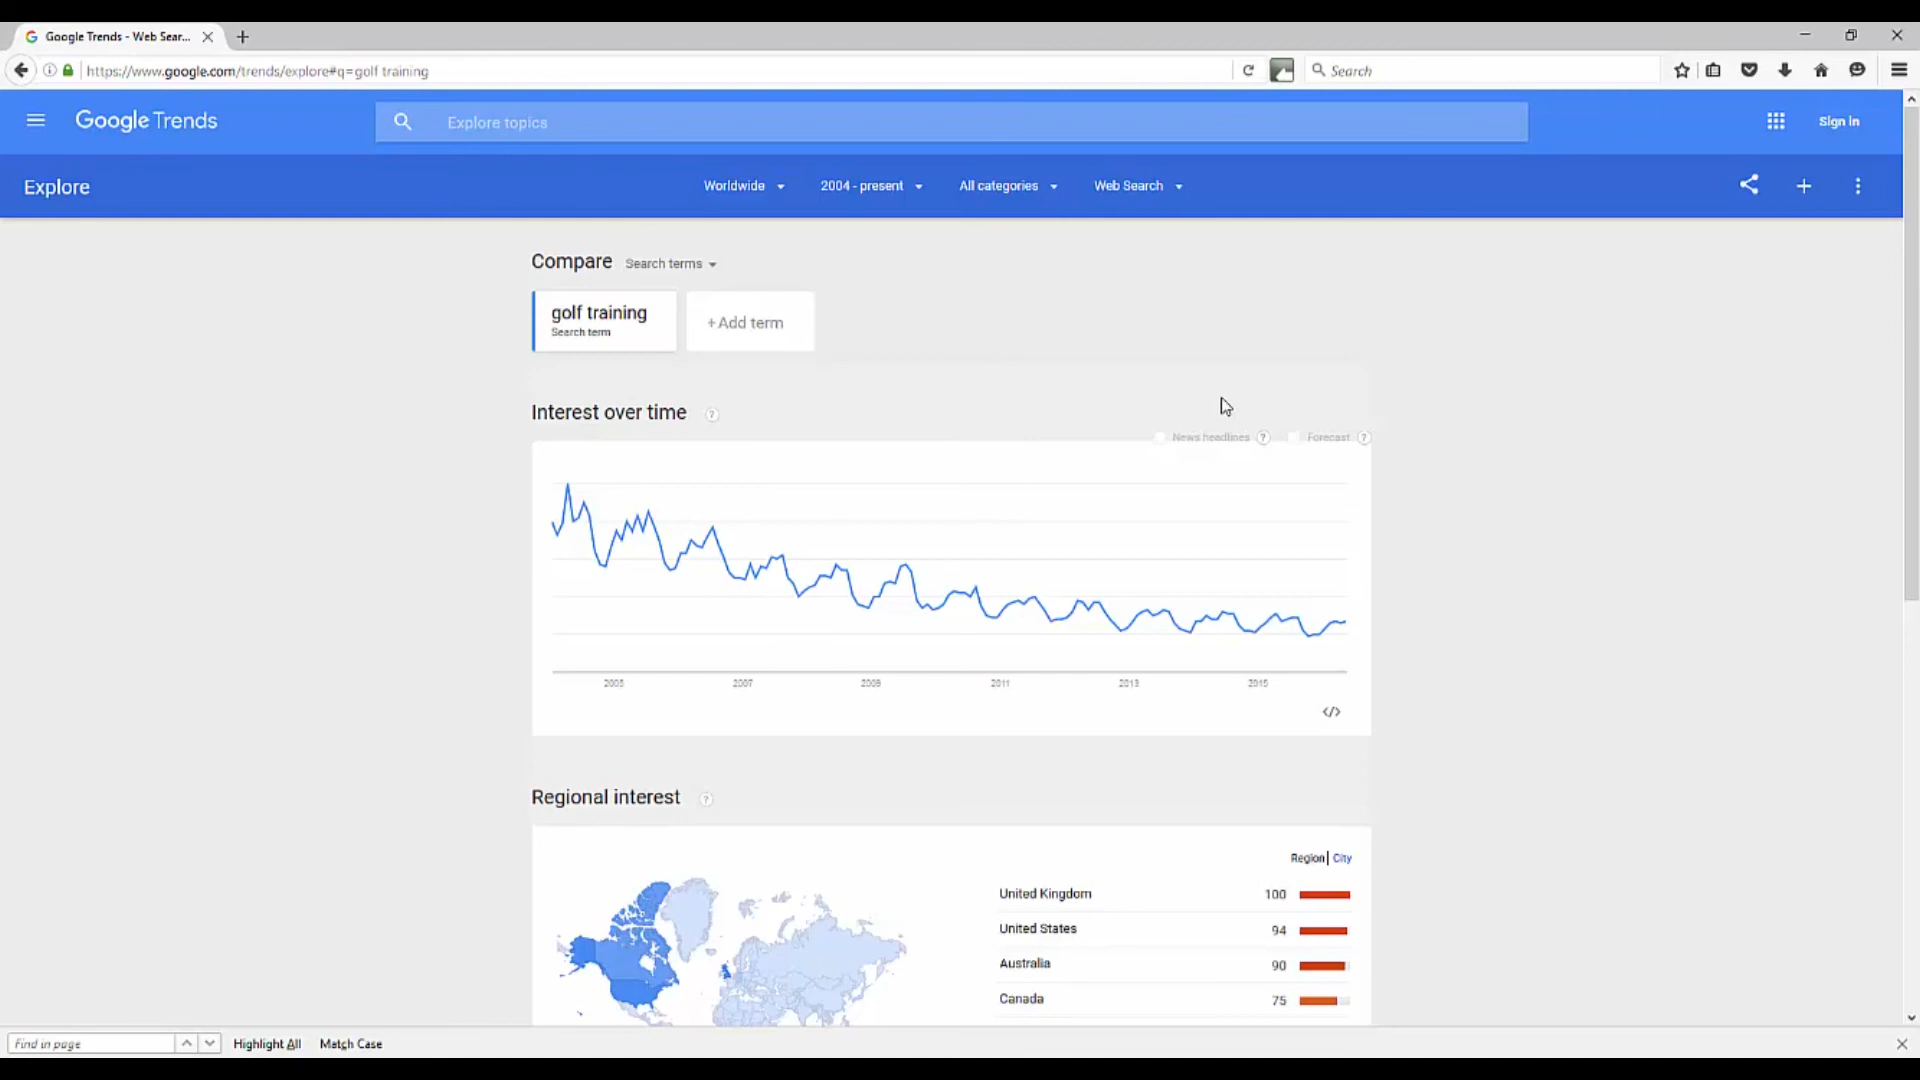 Google Trends - Web Sear...
https://www.google.com/trends/explore#q=golf training
Search
Google Trends
Explore topics
Sign in
Explore
Worldwide
2004 - present
All categories
Web Search
Compare
Search terms
golf training
Search term
+Add term
Interest over time
?
News headlines ?
Forecast ?
2005 2007 2009 2011 2013 2015
</>
Regional interest
?
Region | City
United Kingdom 100
United States 94
Australia 90
Canada 75
Find in page
Highlight All
Match Case